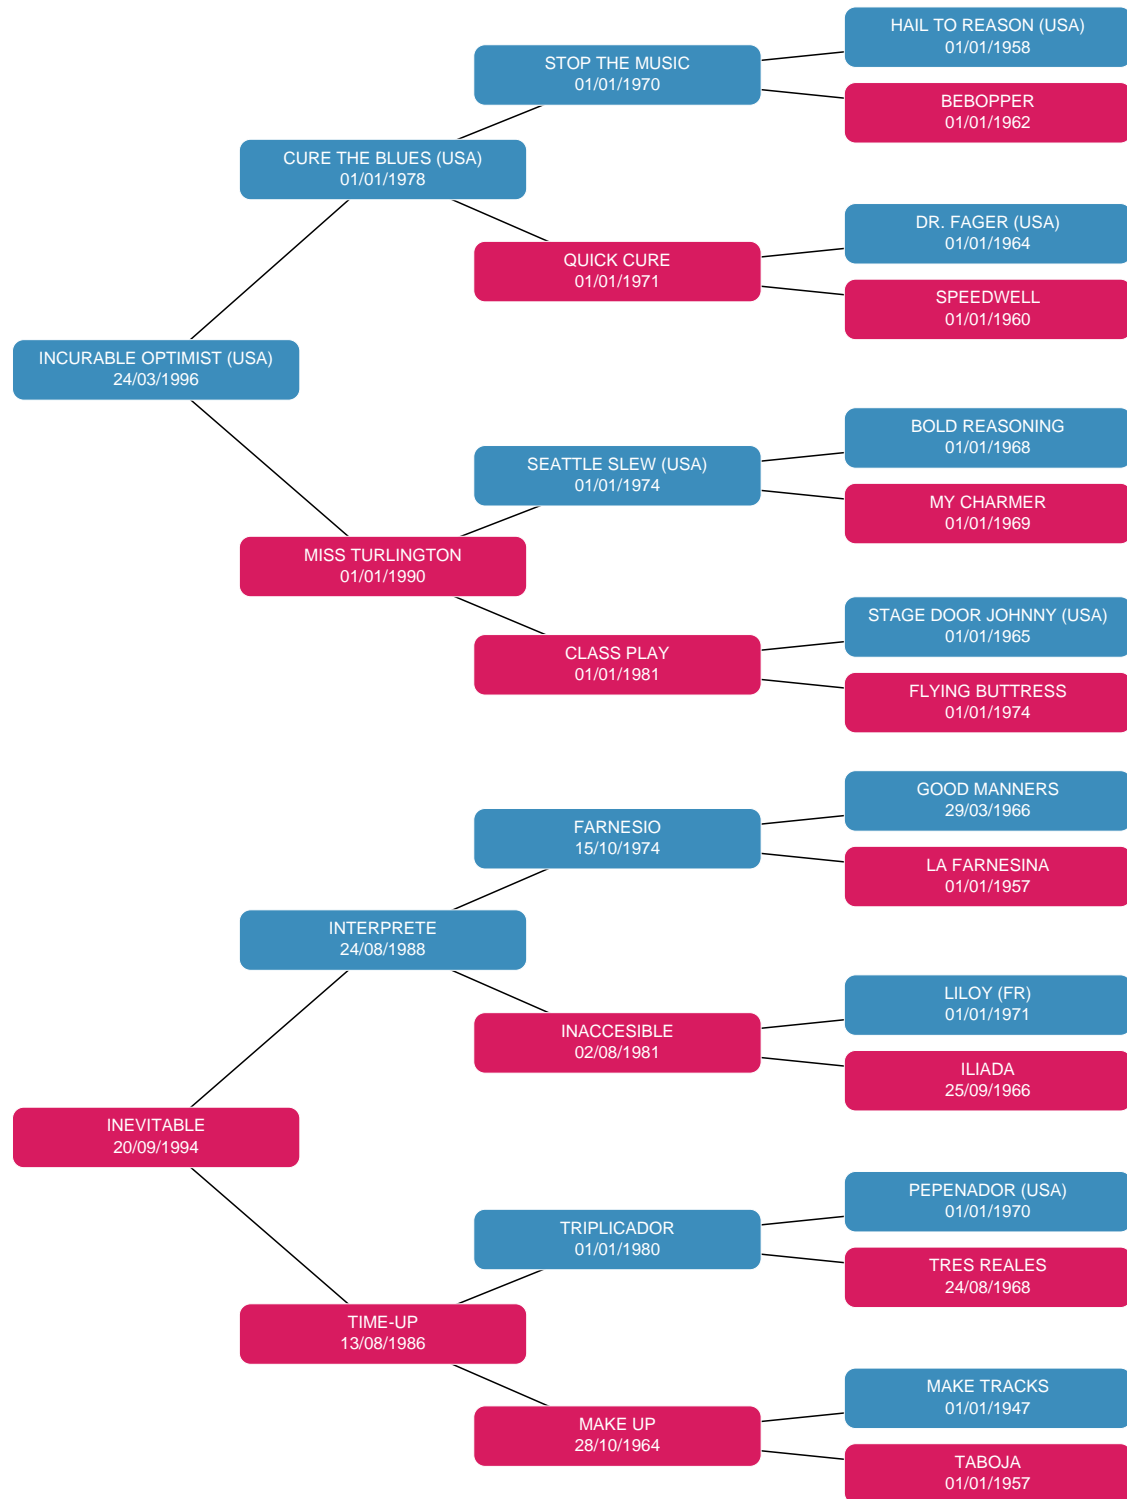 HAIL TO REASON (USA)
01/01/1958
STOP THE MUSIC
01/01/1970
BEBOPPER
01/01/1962
CURE THE BLUES (USA)
01/01/1978
DR. FAGER (USA)
01/01/1964
QUICK CURE
01/01/1971
SPEEDWELL
01/01/1960
INCURABLE OPTIMIST (USA)
24/03/1996
BOLD REASONING
01/01/1968
SEATTLE SLEW (USA)
01/01/1974
MY CHARMER
01/01/1969
MISS TURLINGTON
01/01/1990
STAGE DOOR JOHNNY (USA)
01/01/1965
CLASS PLAY
01/01/1981
FLYING BUTTRESS
01/01/1974
GOOD MANNERS
29/03/1966
FARNESIO
15/10/1974
LA FARNESINA
01/01/1957
INTERPRETE
24/08/1988
LILOY (FR)
01/01/1971
INACCESIBLE
02/08/1981
ILIADA
25/09/1966
INEVITABLE
20/09/1994
PEPENADOR (USA)
01/01/1970
TRIPLICADOR
01/01/1980
TRES REALES
24/08/1968
TIME-UP
13/08/1986
MAKE TRACKS
01/01/1947
MAKE UP
28/10/1964
TABOJA
01/01/1957